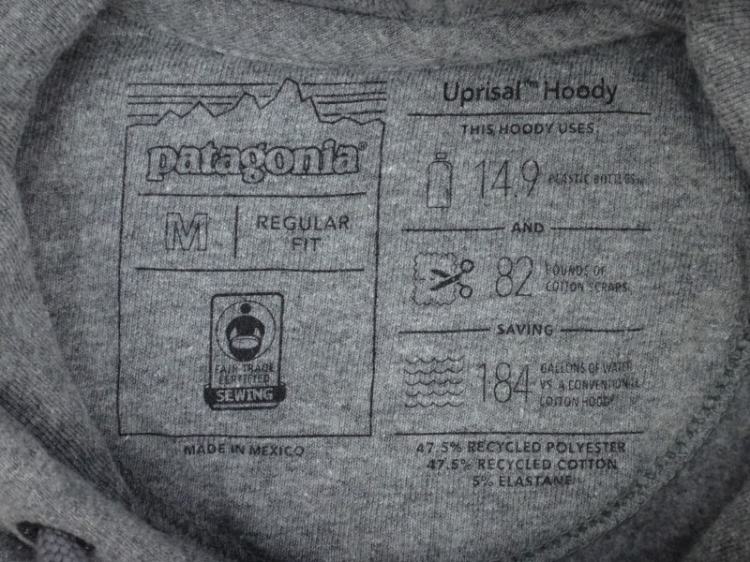 patagonia®
M
REGULAR
FIT
FAIR TRADE
CERTIFIED
SEWING
MADE IN MEXICO
Uprisal™ Hoody
THIS HOODY USES
14.9 PLASTIC BOTTLES
AND
82 POUNDS OF
COTTON SCRAPS
SAVING
184 GALLONS OF WATER
VS. A CONVENTIONAL
COTTON HOODY
47.5% RECYCLED POLYESTER
47.5% RECYCLED COTTON
5% ELASTANE